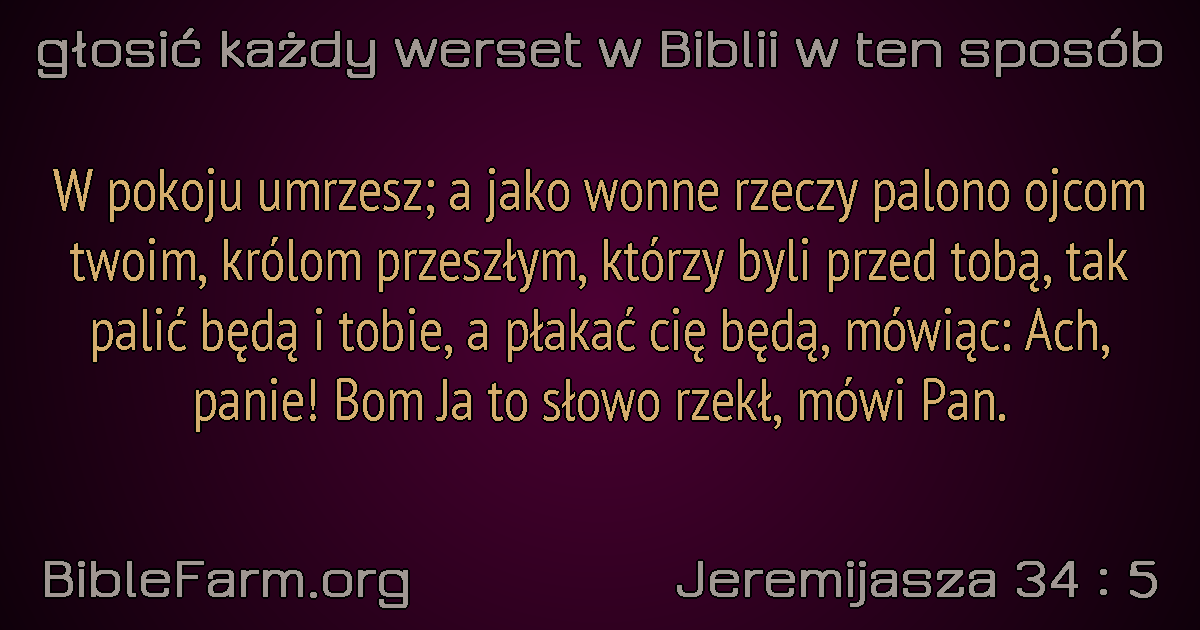 głosić każdy werset w Biblii w ten sposób
W pokoju umrzesz; a jako wonne rzeczy palono ojcom
twoim, królom przeszłym, którzy byli przed tobą, tak
palić będą i tobie, a płakać cię będą, mówiąc: Ach,
panie! Bom Ja to słowo rzekł, mówi Pan.
BibleFarm.org
Jeremijasza 34 : 5